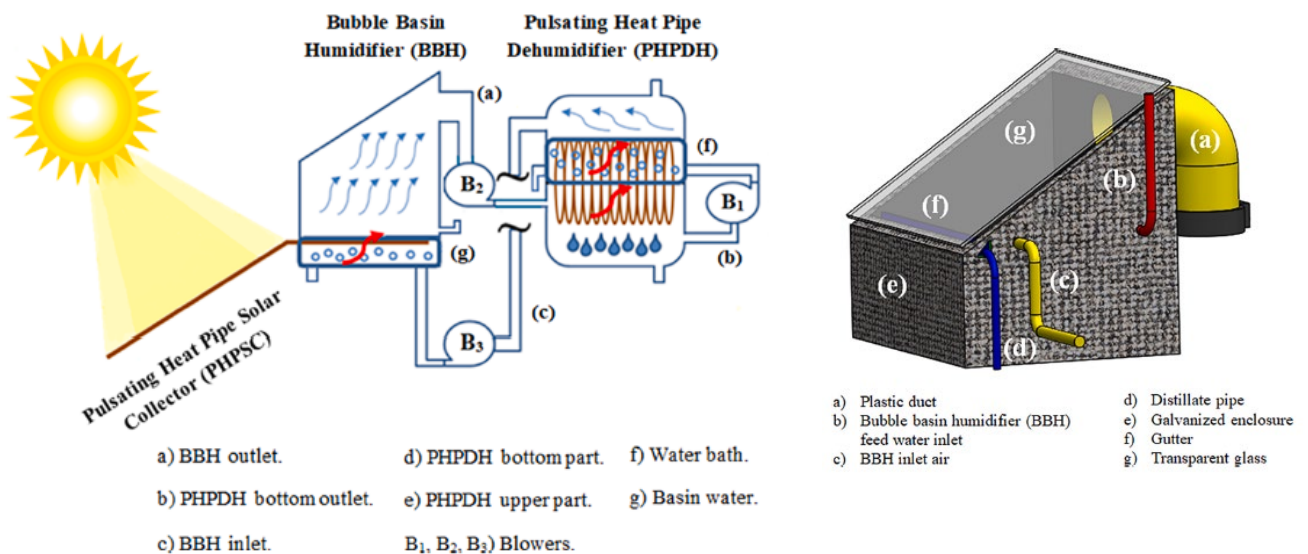 Bubble Basin
Humidifier (BBH)
Pulsating Heat Pipe
Dehumidifier (PHPDH)
(a)
(f)
B2
B1
(g)
(b)
(c)
B3
Pulsating Heat Pipe Solar
Collector (PHPSC)
a) BBH outlet.
b) PHPDH bottom outlet.
c) BBH inlet.
d) PHPDH bottom part.
e) PHPDH upper part.
B1, B2, B3) Blowers.
f) Water bath.
g) Basin water.
(g)
(a)
(b)
(f)
(e)
(c)
(d)
a) Plastic duct
b) Bubble basin humidifier (BBH)
feed water inlet
c) BBH inlet air
d) Distillate pipe
e) Galvanized enclosure
f) Gutter
g) Transparent glass